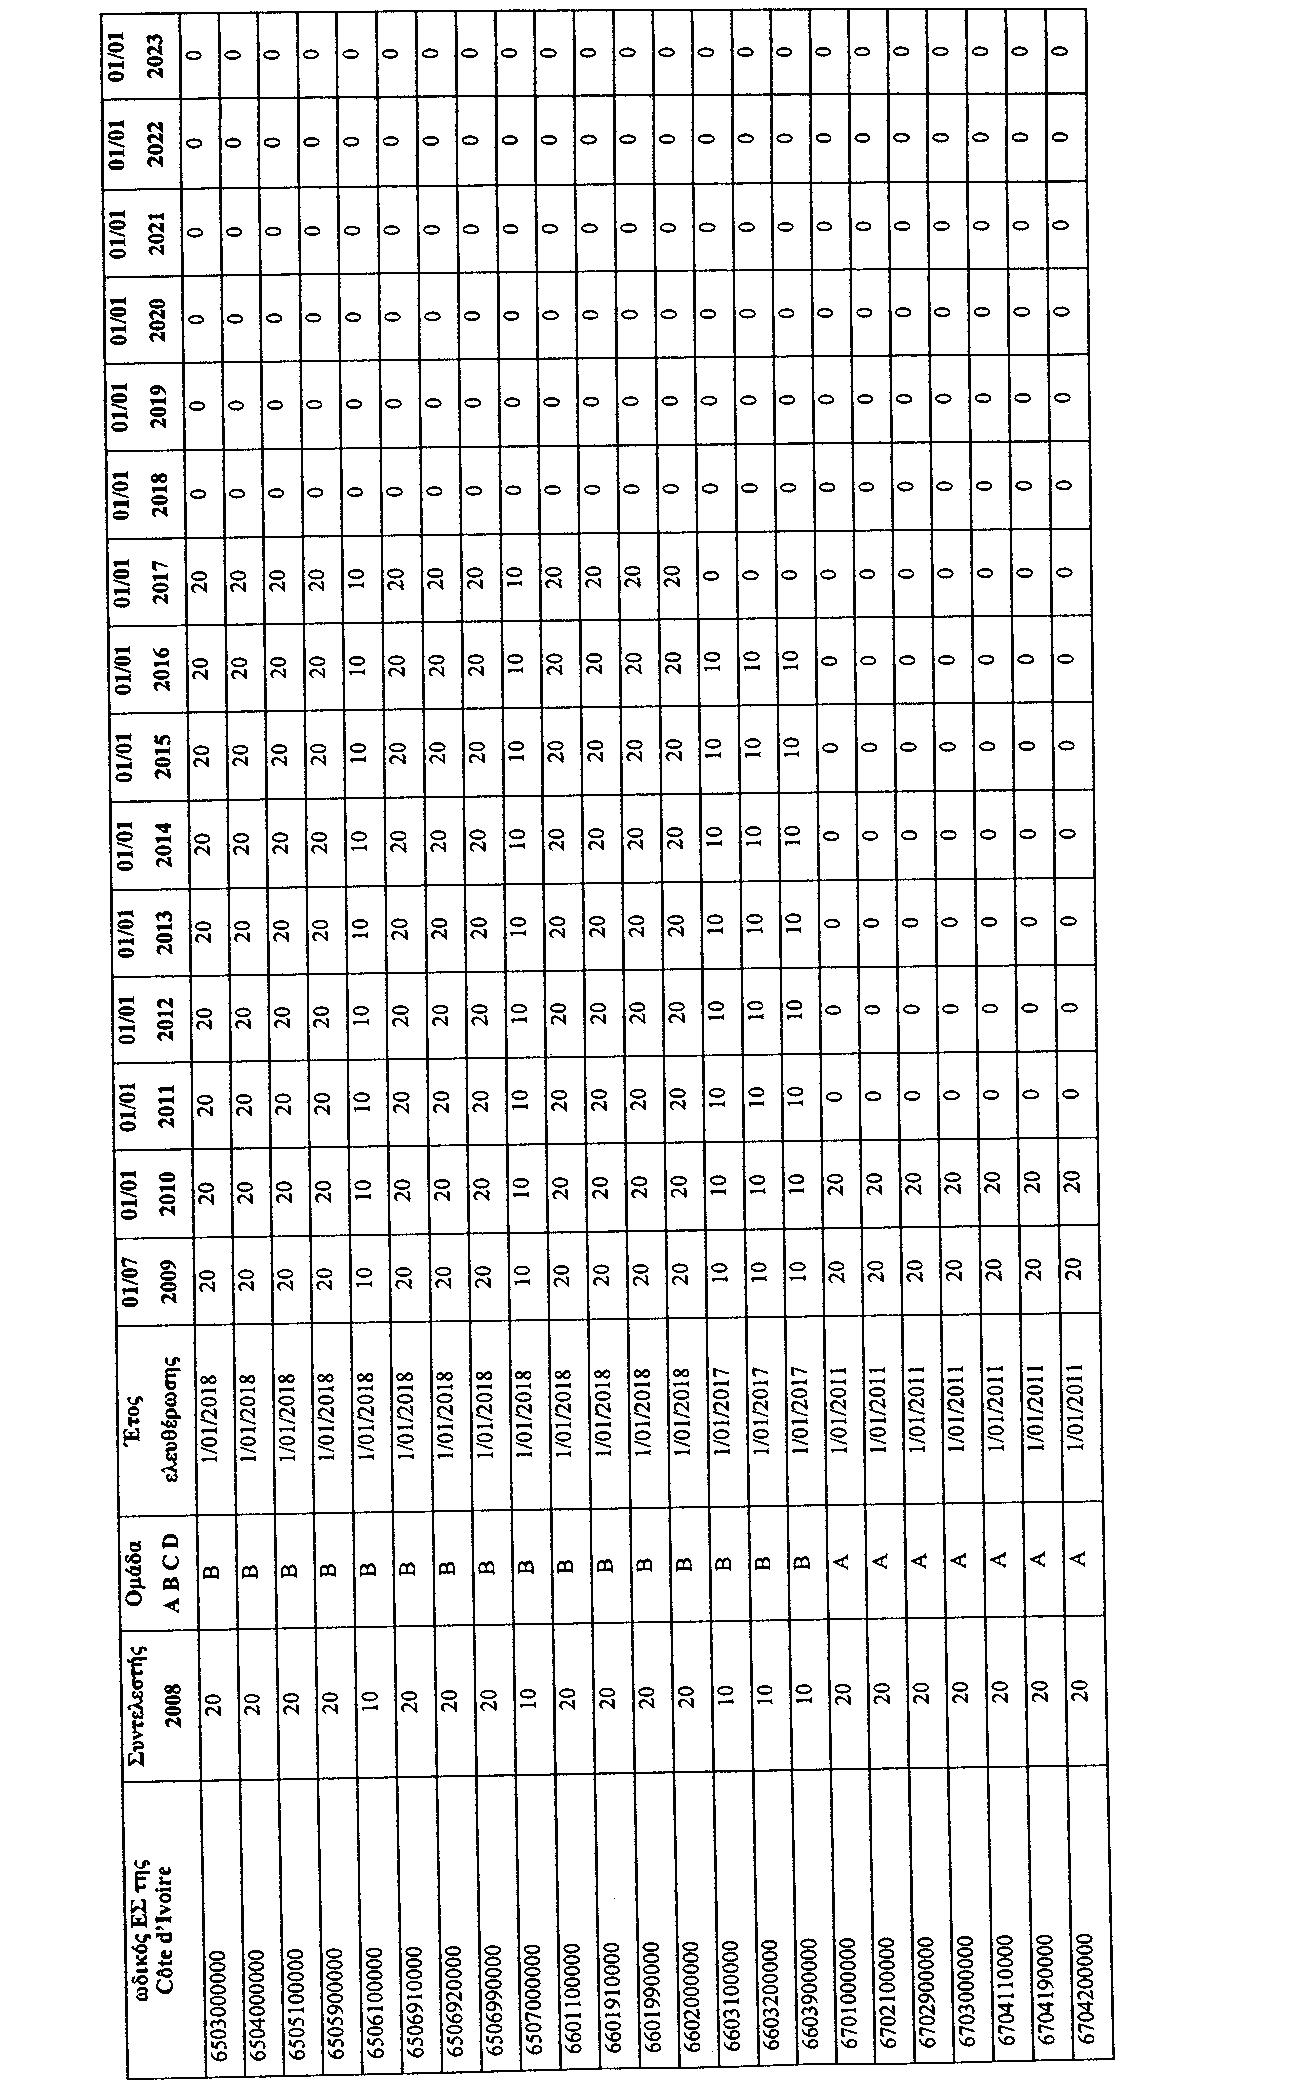 ωδικός ΕΣ της Συντελεστής Ομάδα Έτος 01/07 01/01 01/01 01/01 01/01 01/01 01/01 01/01 01/01 01/01 01/01 01/01 01/01 01/01 01/01
Côte d'Ivoire 2008 A B C D ελευθέρωσης 2009 2010 2011 2012 2013 2014 2015 2016 2017 2018 2019 2020 2021 2022 2023
6503000000 20 B 1/01/2018 20 20 20 20 20 20 20 20 20 0 0 0 0 0 0
6504000000 20 B 1/01/2018 20 20 20 20 20 20 20 20 20 0 0 0 0 0 0
6505100000 20 B 1/01/2018 20 20 20 20 20 20 20 20 20 0 0 0 0 0 0
6505900000 20 B 1/01/2018 20 20 20 20 20 20 20 20 20 0 0 0 0 0 0
6506100000 10 B 1/01/2018 10 10 10 10 10 10 10 10 10 0 0 0 0 0 0
6506910000 20 B 1/01/2018 20 20 20 20 20 20 20 20 20 0 0 0 0 0 0
6506920000 20 B 1/01/2018 20 20 20 20 20 20 20 20 20 0 0 0 0 0 0
6506990000 20 B 1/01/2018 20 20 20 20 20 20 20 20 20 0 0 0 0 0 0
6507000000 10 B 1/01/2018 10 10 10 10 10 10 10 10 10 0 0 0 0 0 0
6601100000 20 B 1/01/2018 20 20 20 20 20 20 20 20 20 0 0 0 0 0 0
6601910000 20 B 1/01/2018 20 20 20 20 20 20 20 20 20 0 0 0 0 0 0
6601990000 20 B 1/01/2018 20 20 20 20 20 20 20 20 20 0 0 0 0 0 0
6602000000 20 B 1/01/2018 20 20 20 20 20 20 20 20 20 0 0 0 0 0 0
6603100000 10 B 1/01/2017 10 10 10 10 10 10 10 10 0 0 0 0 0 0 0
6603200000 10 B 1/01/2017 10 10 10 10 10 10 10 10 0 0 0 0 0 0 0
6603900000 10 B 1/01/2017 10 10 10 10 10 10 10 10 0 0 0 0 0 0 0
6701000000 20 A 1/01/2011 20 20 0 0 0 0 0 0 0 0 0 0 0 0 0
6702100000 20 A 1/01/2011 20 20 0 0 0 0 0 0 0 0 0 0 0 0 0
6702900000 20 A 1/01/2011 20 20 0 0 0 0 0 0 0 0 0 0 0 0 0
6703000000 20 A 1/01/2011 20 20 0 0 0 0 0 0 0 0 0 0 0 0 0
6704110000 20 A 1/01/2011 20 20 0 0 0 0 0 0 0 0 0 0 0 0 0
6704190000 20 A 1/01/2011 20 20 0 0 0 0 0 0 0 0 0 0 0 0 0
6704200000 20 A 1/01/2011 20 20 0 0 0 0 0 0 0 0 0 0 0 0 0